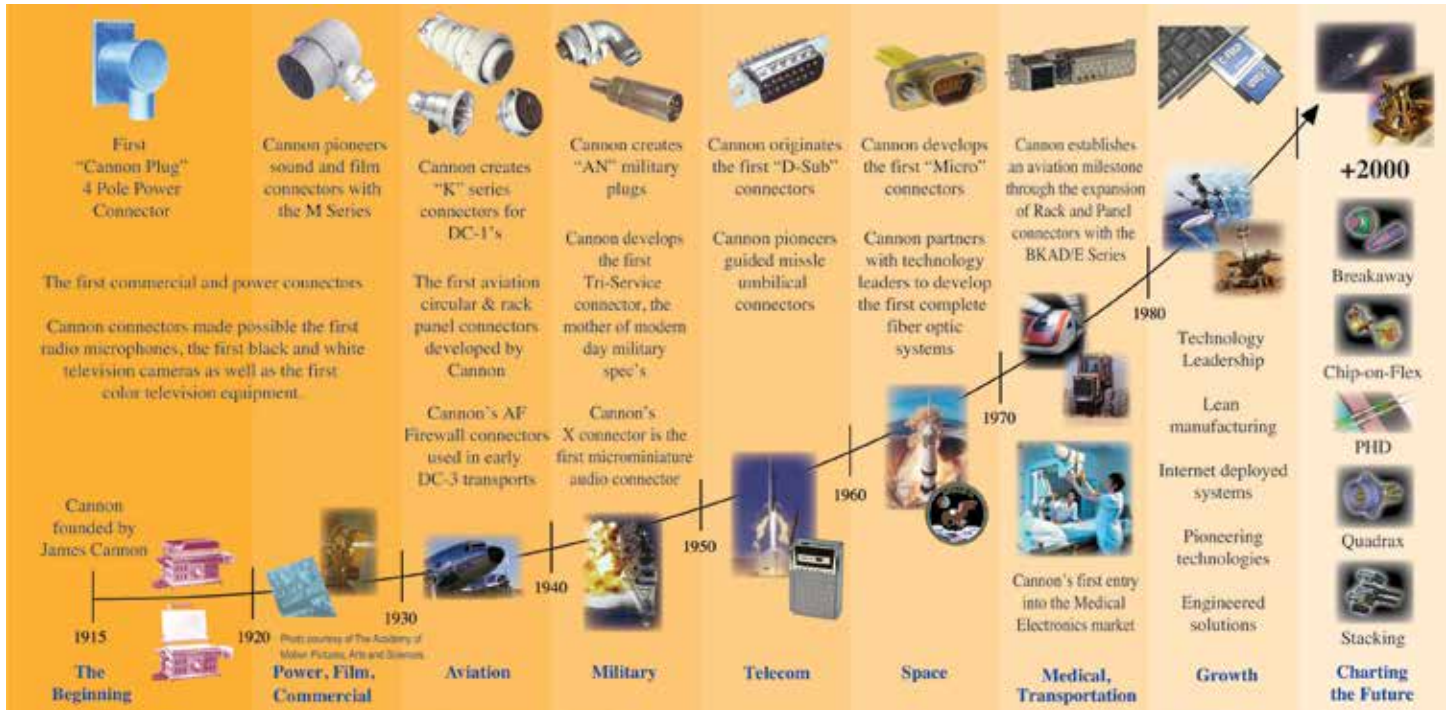 First
"Cannon Plug"
4 Pole Power
Connector
Cannon pioneers
sound and film
connectors with
the M Series
The first commercial and power connectors
Cannon connectors made possible the first
radio microphones, the first black and white
television cameras as well as the first
color television equipment.
Cannon
founded by
James Cannon
1915
The
Beginning
1920
Photo courtesy of The Academy of
Motion Pictures, Arts and Sciences.
Power, Film,
Commercial
Cannon creates
"K" series
connectors for
DC-1's
The first aviation
circular & rack
panel connectors
developed by
Cannon
Cannon's AF
Firewall connectors
used in early
DC-3 transports
1930
Aviation
Cannon creates
"AN" military
plugs
Cannon develops
the first
Tri-Service
connector, the
mother of modern
day military
spec's
Cannon's
X connector is the
first microminiature
audio connector
1940
Military
Cannon originates
the first "D-Sub"
connectors
Cannon pioneers
guided missle
umbilical
connectors
1950
Telecom
Cannon develops
the first "Micro"
connectors
Cannon partners
with technology
leaders to develop
the first complete
fiber optic
systems
1960
Space
Cannon establishes
an aviation milestone
through the expansion
of Rack and Panel
connectors with the
BKAD/E Series
1970
Cannon's first entry
into the Medical
Electronics market
Medical,
Transportation
1980
Technology
Leadership
Lean
manufacturing
Internet deployed
systems
Pioneering
technologies
Engineered
solutions
Growth
+2000
Breakaway
Chip-on-Flex
PHD
Quadrax
Stacking
Charting
the Future